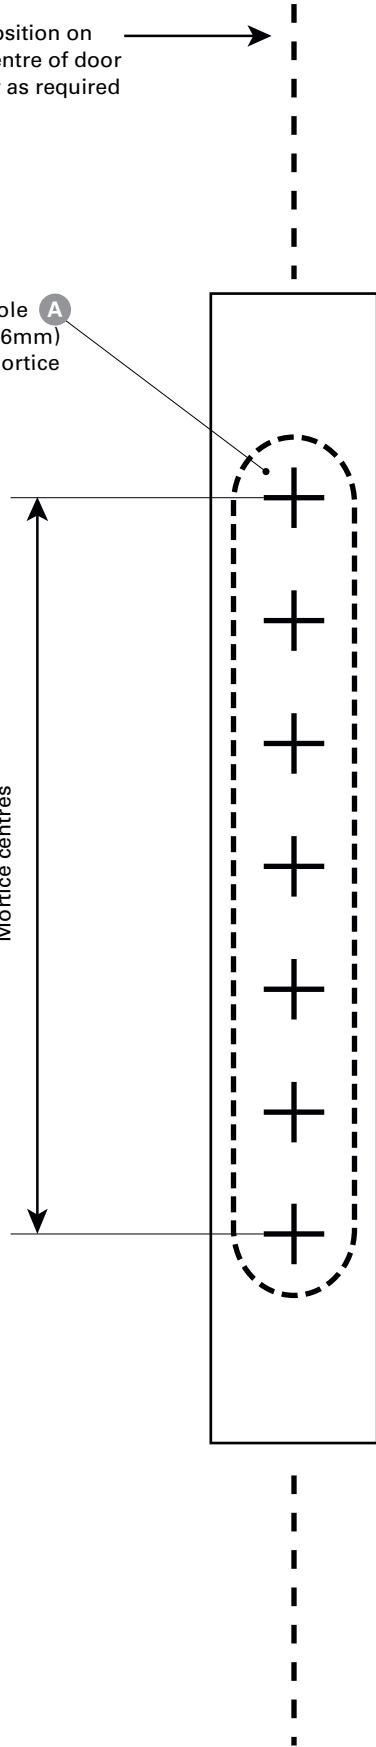 osition on
entre of door
r as required
ole A
6mm)
ortice
Mortice centres